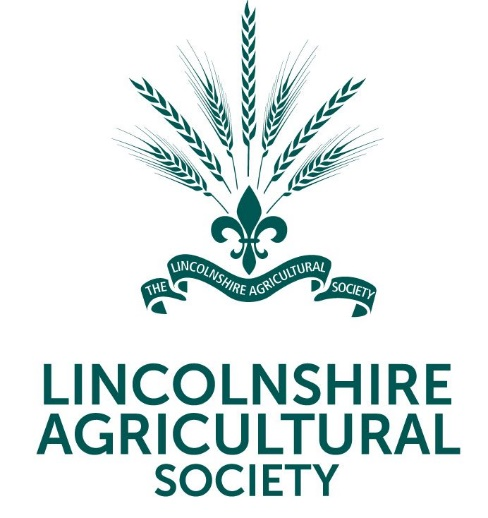 THE LINCOLNSHIRE AGRICULTURAL SOCIETY
LINCOLNSHIRE
AGRICULTURAL
SOCIETY